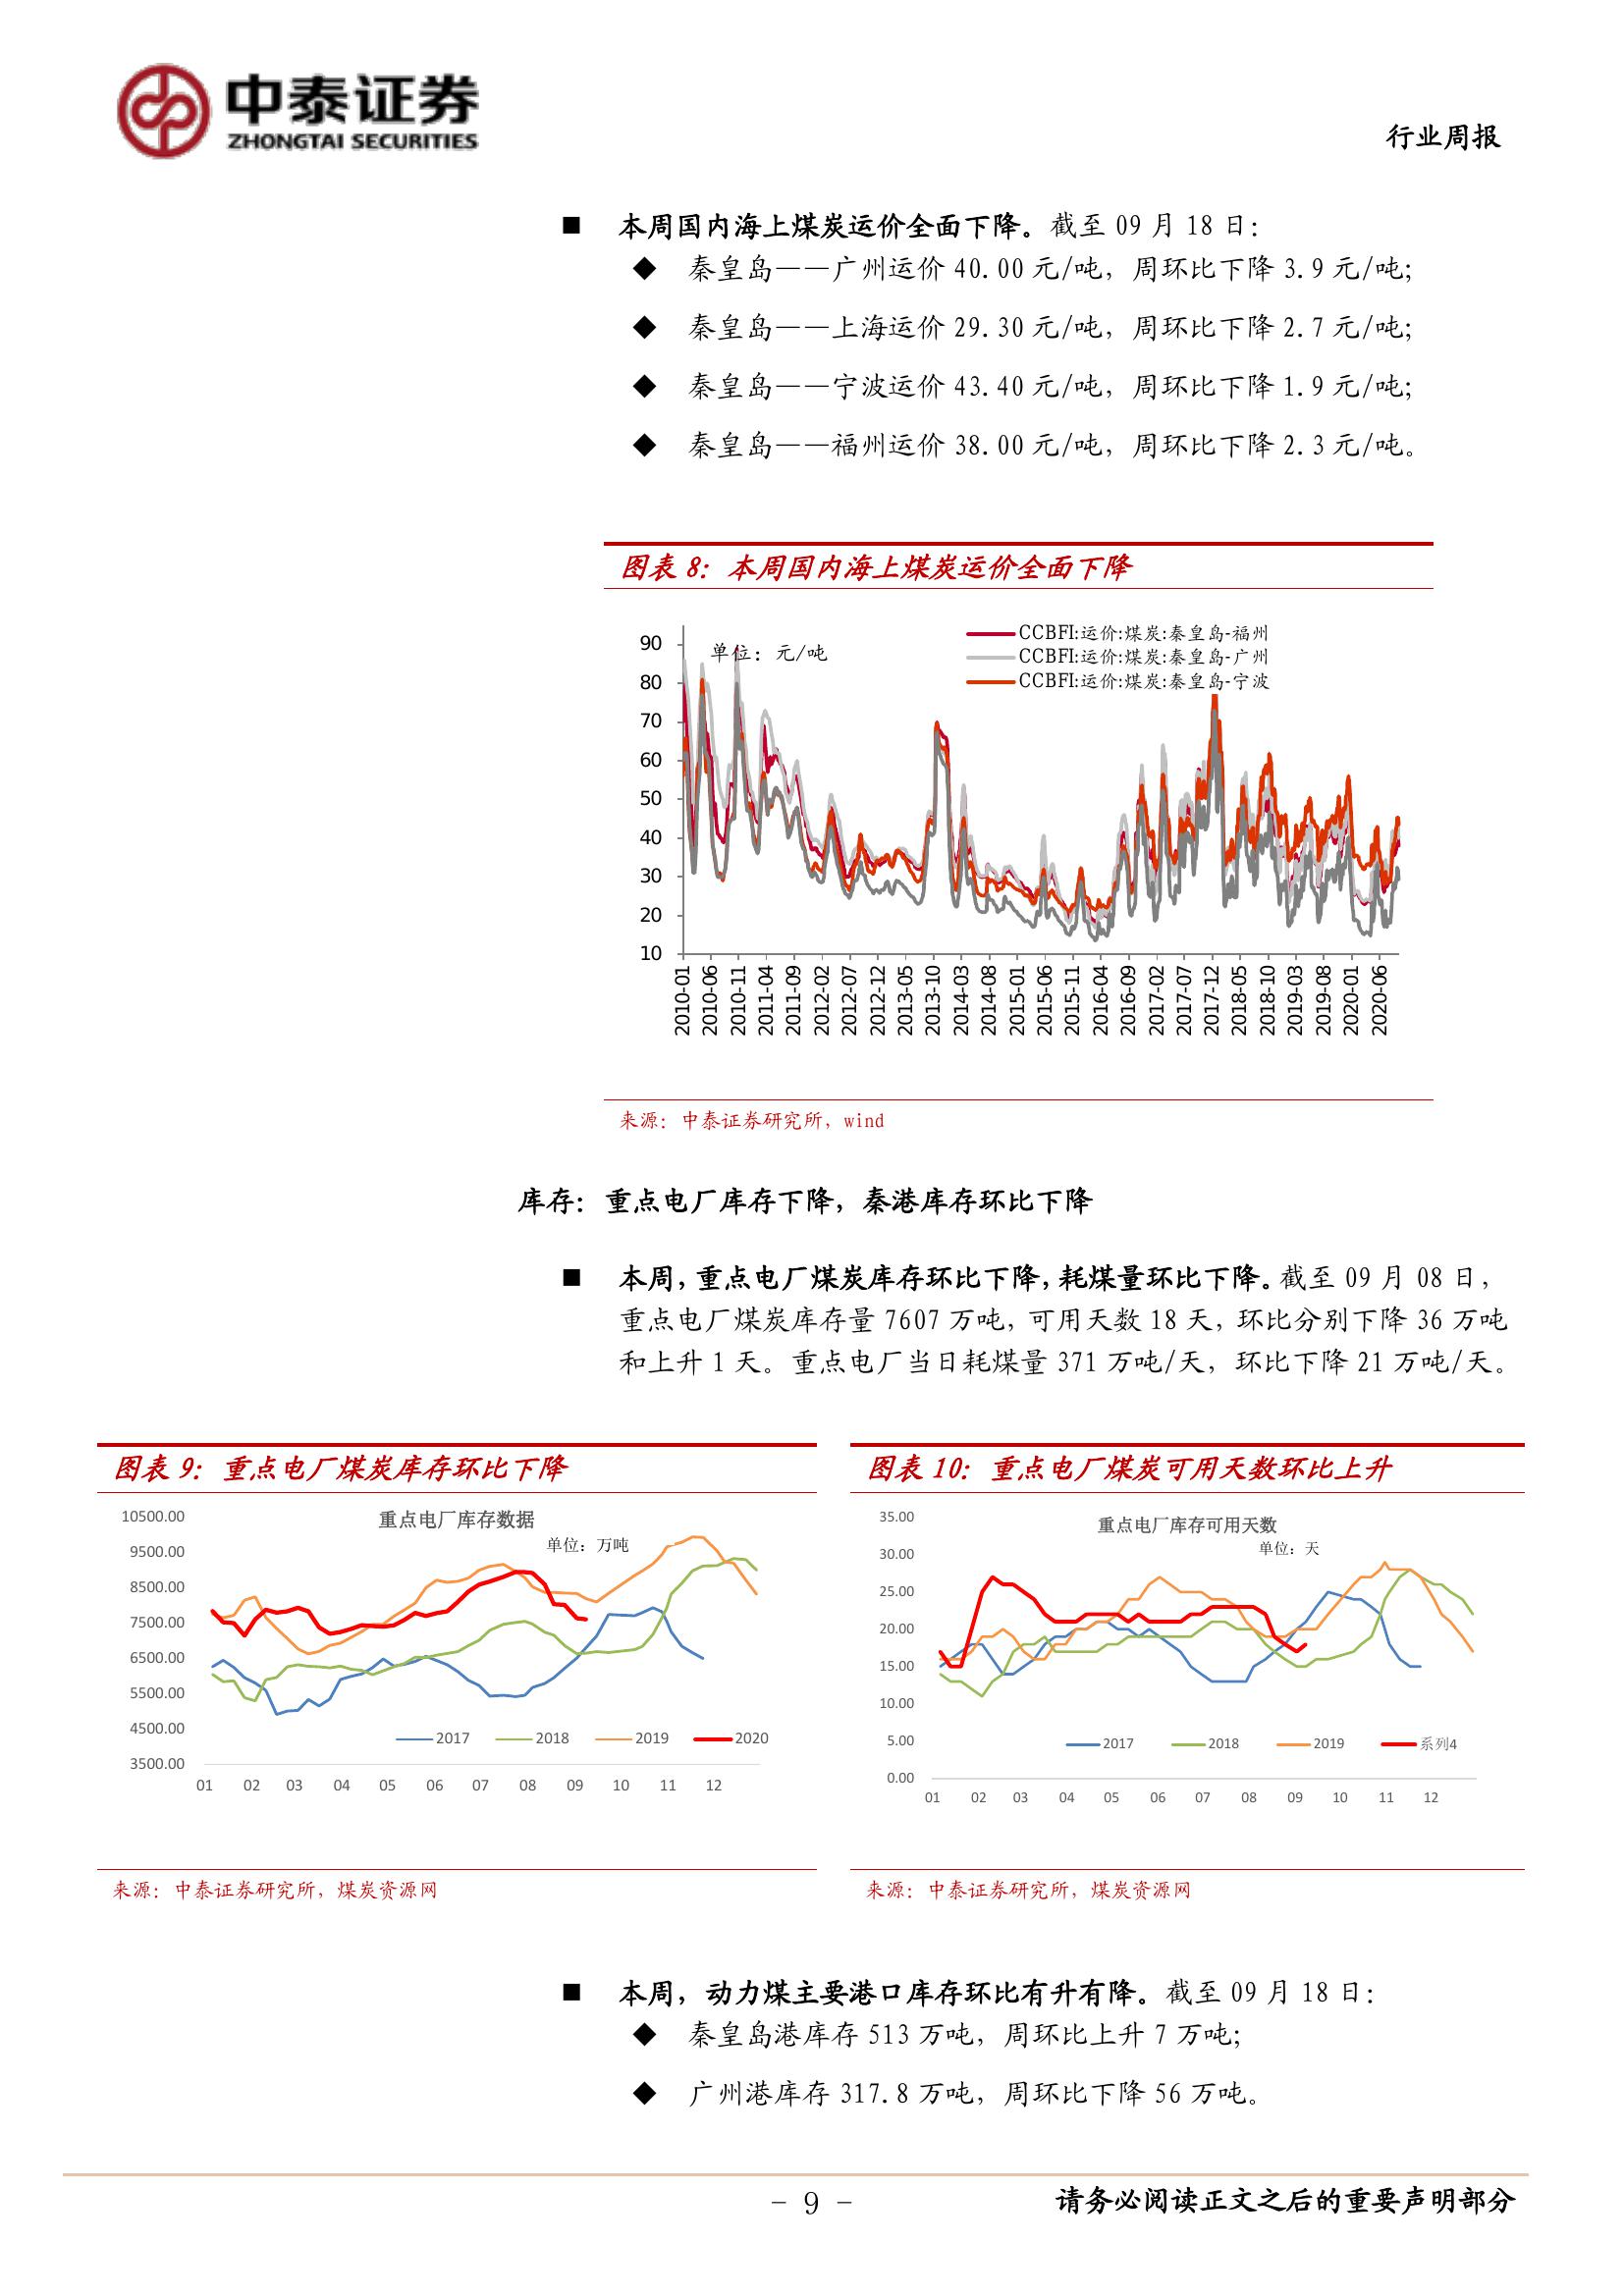 中泰证券
ZHONGTAI SECURITIES
行业周报
■ 本周国内海上煤炭运价全面下降。截至 09 月 18 日：
◆ 秦皇岛——广州运价 40.00 元/吨，周环比下降 3.9 元/吨；
◆ 秦皇岛——上海运价 29.30 元/吨，周环比下降 2.7 元/吨；
◆ 秦皇岛——宁波运价 43.40 元/吨，周环比下降 1.9 元/吨；
◆ 秦皇岛——福州运价 38.00 元/吨，周环比下降 2.3 元/吨。
图表 8：本周国内海上煤炭运价全面下降
单位：元/吨
CCBFI:运价:煤炭:秦皇岛-福州
CCBFI:运价:煤炭:秦皇岛-广州
CCBFI:运价:煤炭:秦皇岛-宁波
90
80
70
60
50
40
30
20
10
2010-01 2010-06 2010-11 2011-04 2011-09 2012-02 2012-07 2012-12 2013-05 2013-10 2014-03 2014-08 2015-01 2015-06 2015-11 2016-04 2016-09 2017-02 2017-07 2017-12 2018-05 2018-10 2019-03 2019-08 2020-01 2020-06
来源：中泰证券研究所，wind
库存：重点电厂库存下降，秦港库存环比下降
■ 本周，重点电厂煤炭库存环比下降，耗煤量环比下降。截至 09 月 08 日，
重点电厂煤炭库存量 7607 万吨，可用天数 18 天，环比分别下降 36 万吨
和上升 1 天。重点电厂当日耗煤量 371 万吨/天，环比下降 21 万吨/天。
图表 9：重点电厂煤炭库存环比下降
重点电厂库存数据
单位：万吨
10500.00
9500.00
8500.00
7500.00
6500.00
5500.00
4500.00
3500.00
2017 2018 2019 2020
01 02 03 04 05 06 07 08 09 10 11 12
来源：中泰证券研究所，煤炭资源网
图表 10：重点电厂煤炭可用天数环比上升
重点电厂库存可用天数
单位：天
35.00
30.00
25.00
20.00
15.00
10.00
5.00
0.00
2017 2018 2019 系列4
01 02 03 04 05 06 07 08 09 10 11 12
来源：中泰证券研究所，煤炭资源网
■ 本周，动力煤主要港口库存环比有升有降。截至 09 月 18 日：
◆ 秦皇岛港库存 513 万吨，周环比上升 7 万吨；
◆ 广州港库存 317.8 万吨，周环比下降 56 万吨。
- 9 -
请务必阅读正文之后的重要声明部分